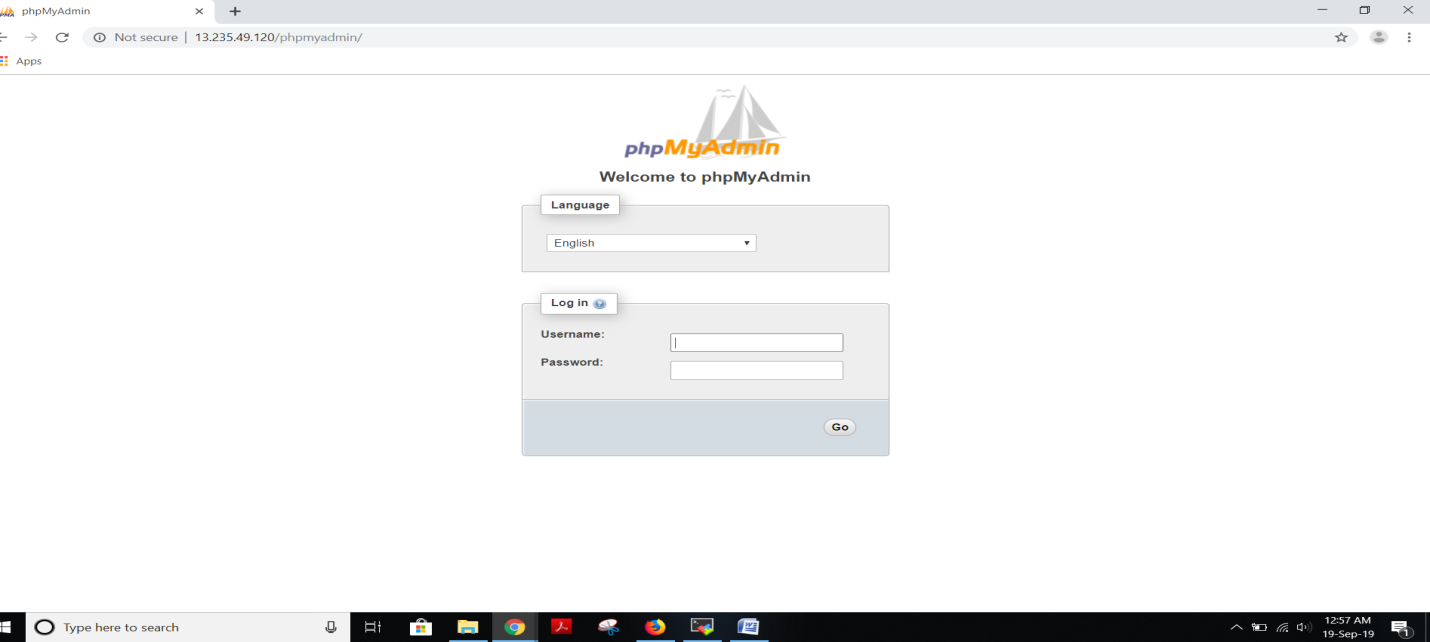 phpMyAdmin
Not secure | 13.235.49.120/phpmyadmin/
Apps
phpMyAdmin
Welcome to phpMyAdmin
Language
English
Log in
Username:
Password:
Go
Type here to search
12:57 AM
19-Sep-19
1